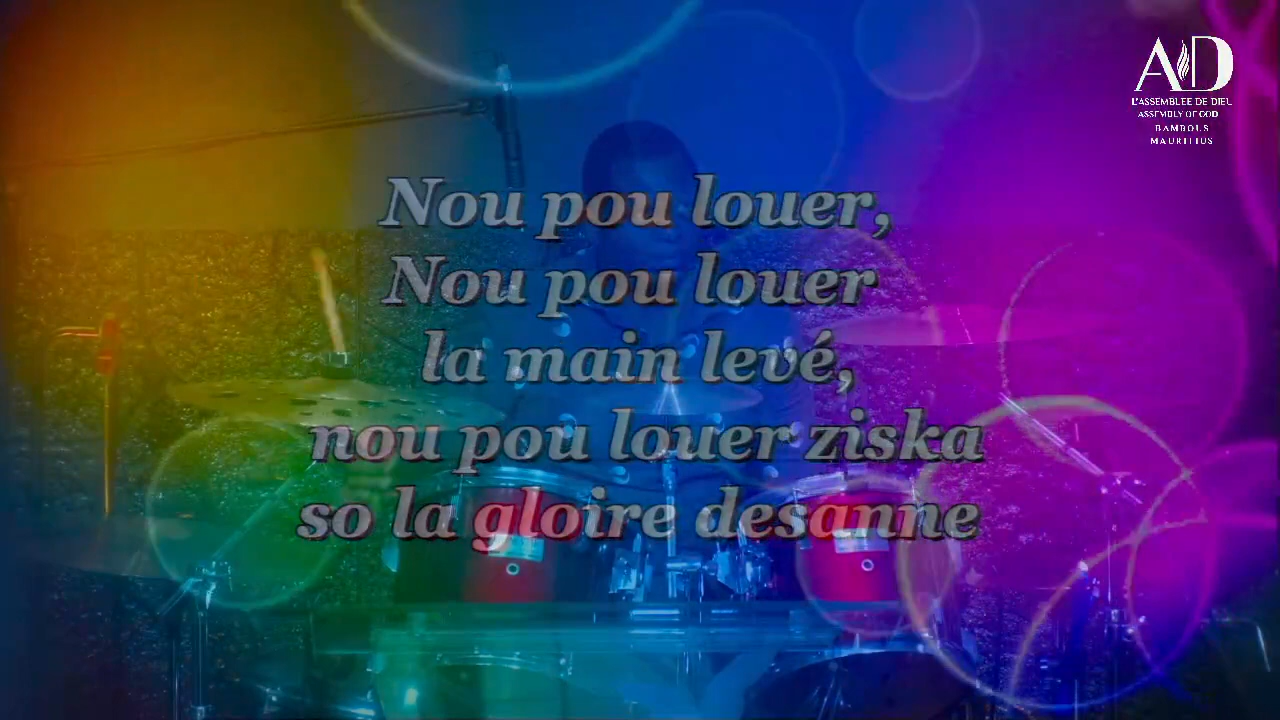 AD
L'ASSEMBLEE DE DIEU
ASSEMBLY OF GOD
BAMBOUS
MAURITIUS
Nou pou louer,
Nou pou louer
la main levé,
nou pou louer ziska
so la gloire desanne